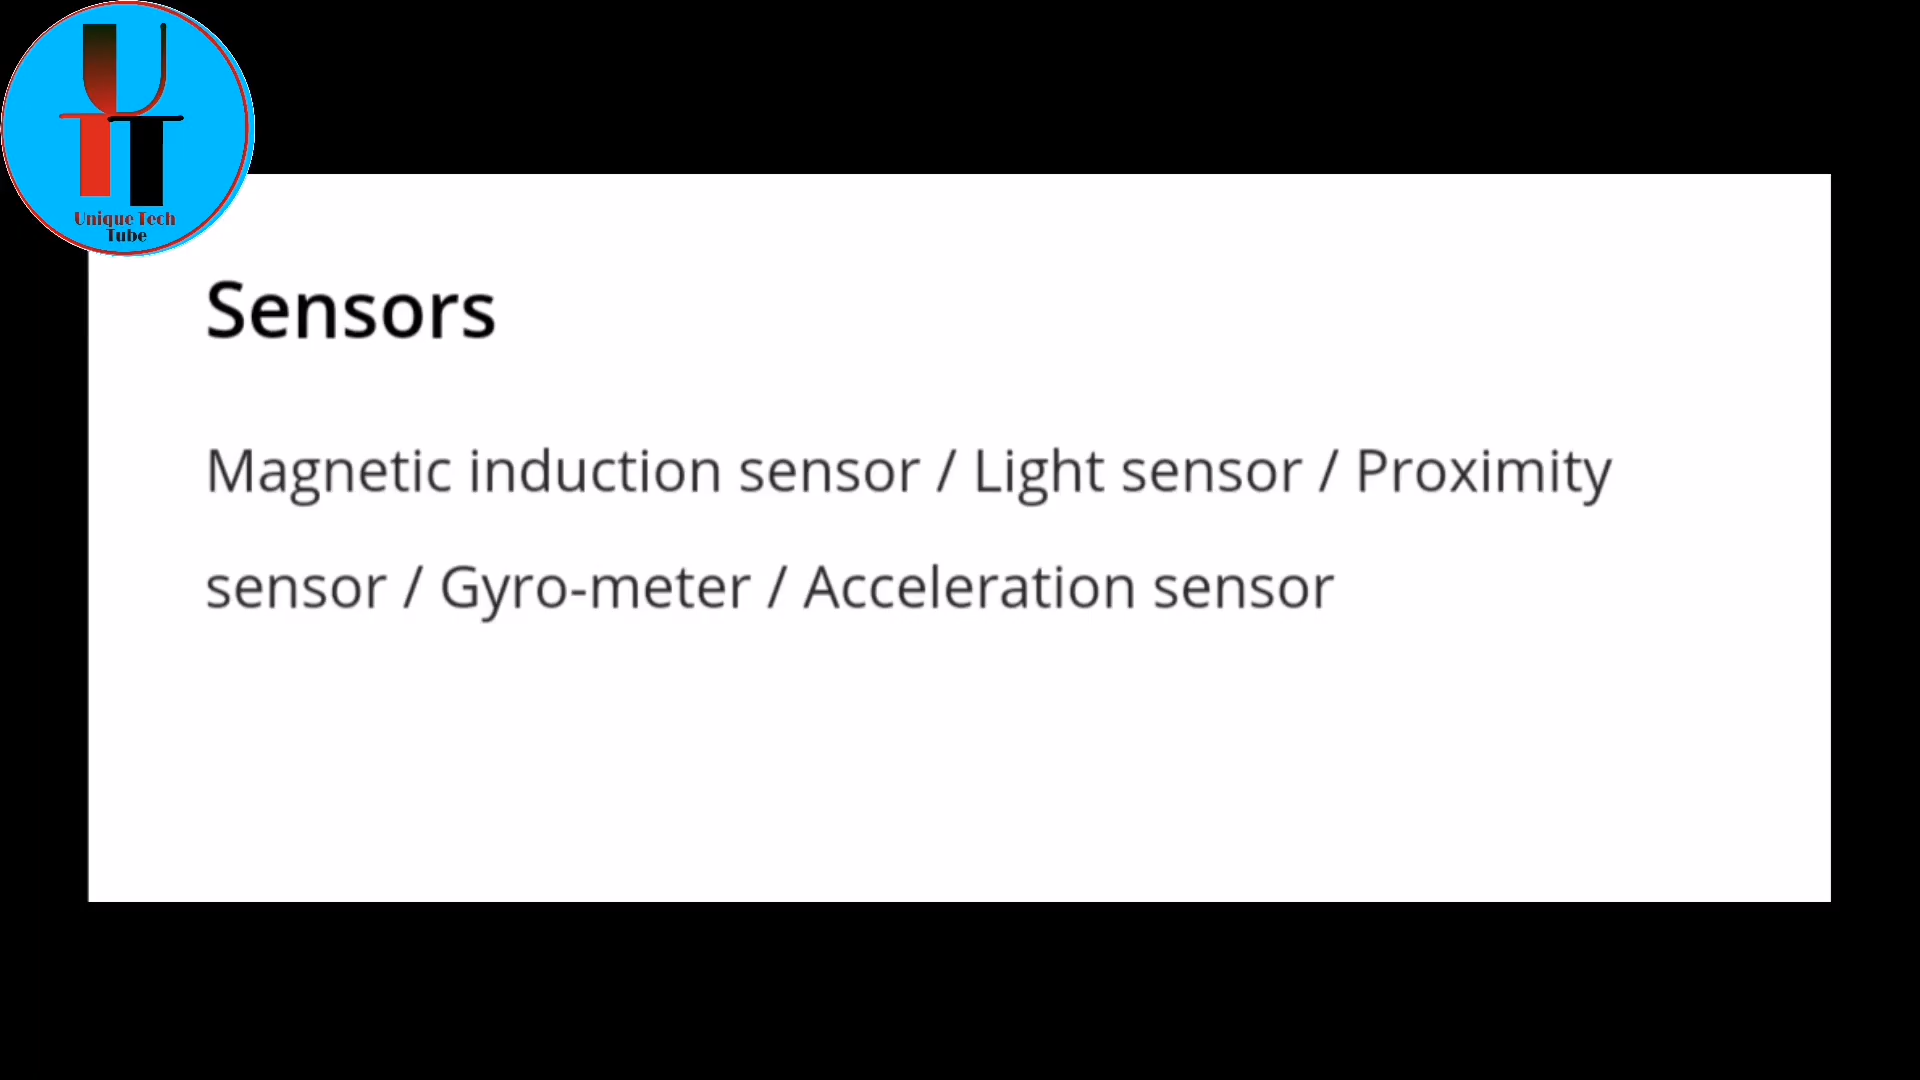 Unique Tech
Tube
Sensors
Magnetic induction sensor / Light sensor / Proximity
sensor / Gyro-meter / Acceleration sensor